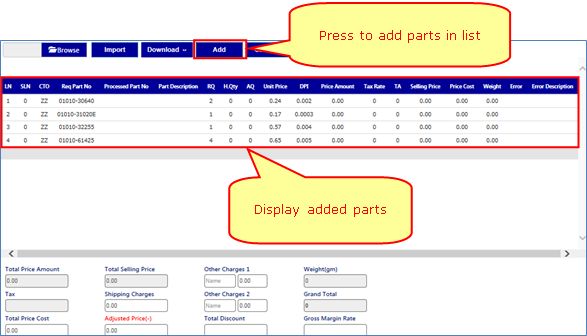 Press to add parts in list
Browse Import Download Add
LN SLN CTO Req Part No Processed Part No Part Description RQ H.Qty AQ Unit Price DPI Price Amount Tax Rate TA Selling Price Price Cost Weight Error Error Description
1 0 ZZ 01010-30640 2 0 0 0.24 0.002 0.00 0.00 0 0.00 0.00 0.00
2 0 ZZ 01010-31020E 1 0 0 0.17 0.0003 0.00 0.00 0 0.00 0.00 0.00
3 0 ZZ 01010-32255 1 0 0 0.57 0.004 0.00 0.00 0 0.00 0.00 0.00
4 0 ZZ 01010-61425 4 0 0 0.65 0.005 0.00 0.00 0 0.00 0.00 0.00
Display added parts
Total Price Amount Total Selling Price Other Charges 1 Weight(gm)
0.00 0.00 Name 0.00 0
Tax Shipping Charges Other Charges 2 Grand Total
0.00 Name 0.00 0
Total Price Cost Adjusted Price(-) Total Discount Gross Margin Rate
0.00 0.00